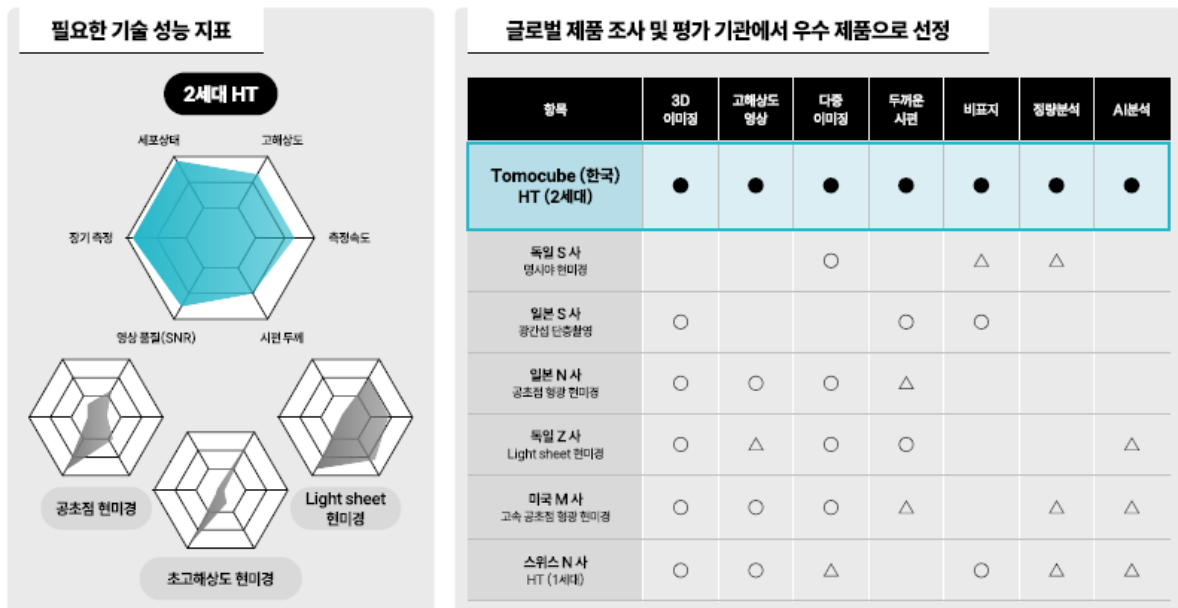 필요한 기술 성능 지표
2세대 HT
세포상태
고해상도
장기 측정
측정속도
영상 품질(SNR)
시편 두께
공초점 현미경
초고해상도 현미경
Light sheet
현미경
글로벌 제품 조사 및 평가 기관에서 우수 제품으로 선정
항목
3D
이미징
고해상도
영상
다중
이미징
두꺼운
시편
비표지
정량분석
AI분석
Tomocube (한국)
HT (2세대)
● ● ● ● ● ● ●
독일 S 사
명시야 현미경
○ △ △
일본 S 사
광간섭 단층촬영
○ ○ ○
일본 N 사
공초점 형광 현미경
○ ○ ○ △
독일 Z 사
Light sheet 현미경
○ △ ○ ○ △
미국 M 사
고속 공초점 형광 현미경
○ ○ ○ △ △ △
스위스 N 사
HT (1세대)
○ ○ △ ○ △ △